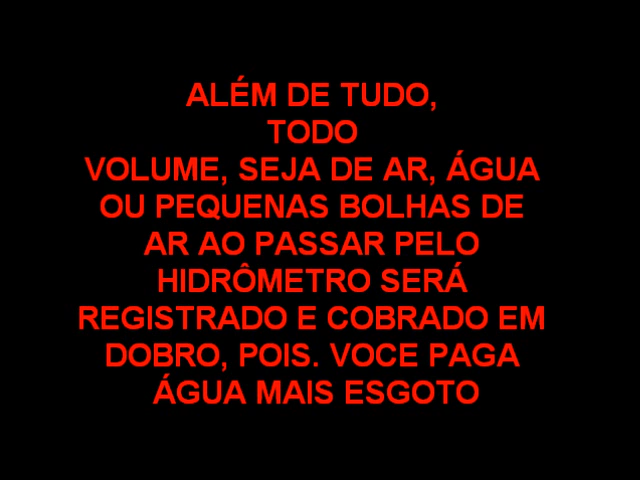 ALÉM DE TUDO,
TODO
VOLUME, SEJA DE AR, ÁGUA
OU PEQUENAS BOLHAS DE
AR AO PASSAR PELO
HIDRÔMETRO SERÁ
REGISTRADO E COBRADO EM
DOBRO, POIS. VOCE PAGA
ÁGUA MAIS ESGOTO